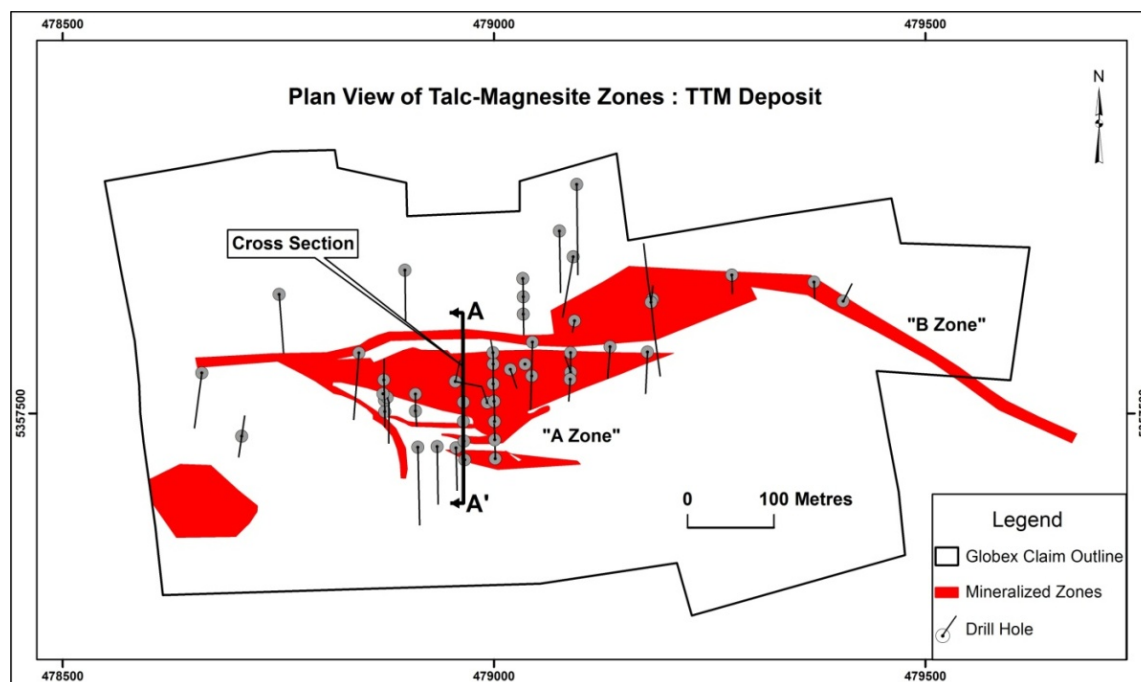 478500 479000 479500
Plan View of Talc-Magnesite Zones : TTM Deposit
N
Cross Section
A
"B Zone"
5357500
"A Zone"
A'
0 100 Metres
Legend
Globex Claim Outline
Mineralized Zones
Drill Hole
478500 479000 479500